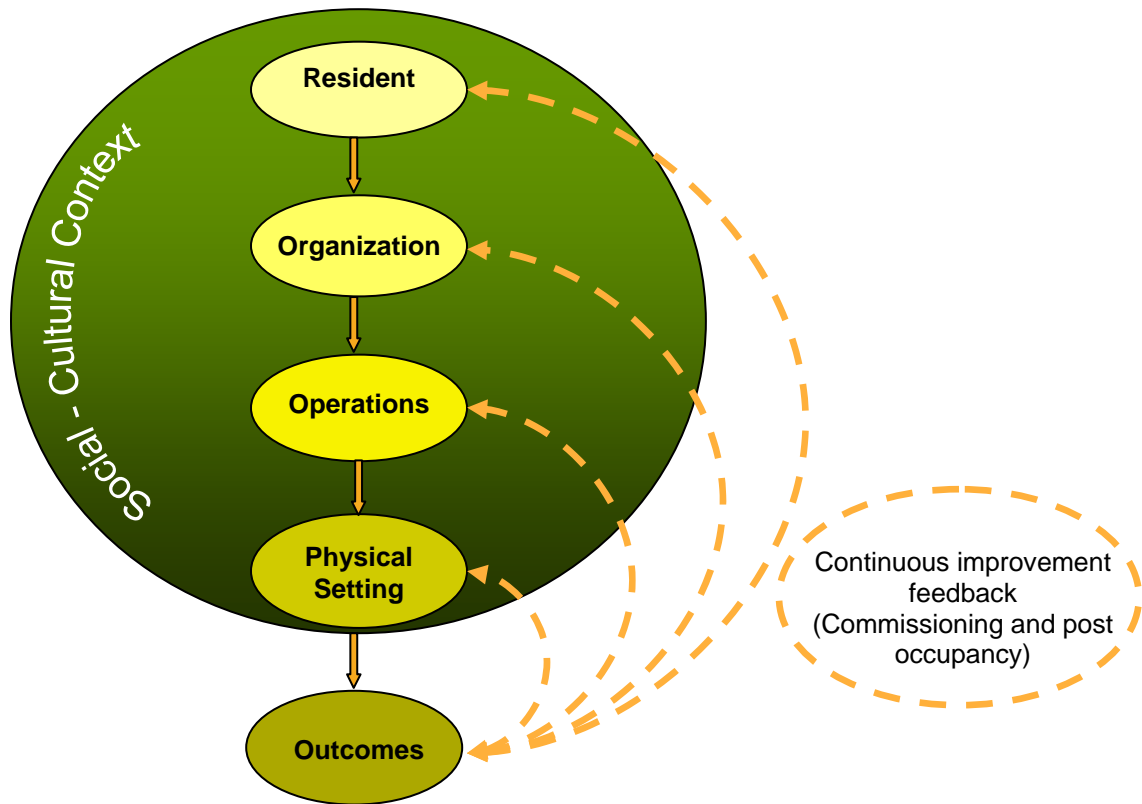 Resident
Social - Cultural Context
Organization
Operations
Physical
Setting
Continuous improvement
feedback
(Commissioning and post
occupancy)
Outcomes